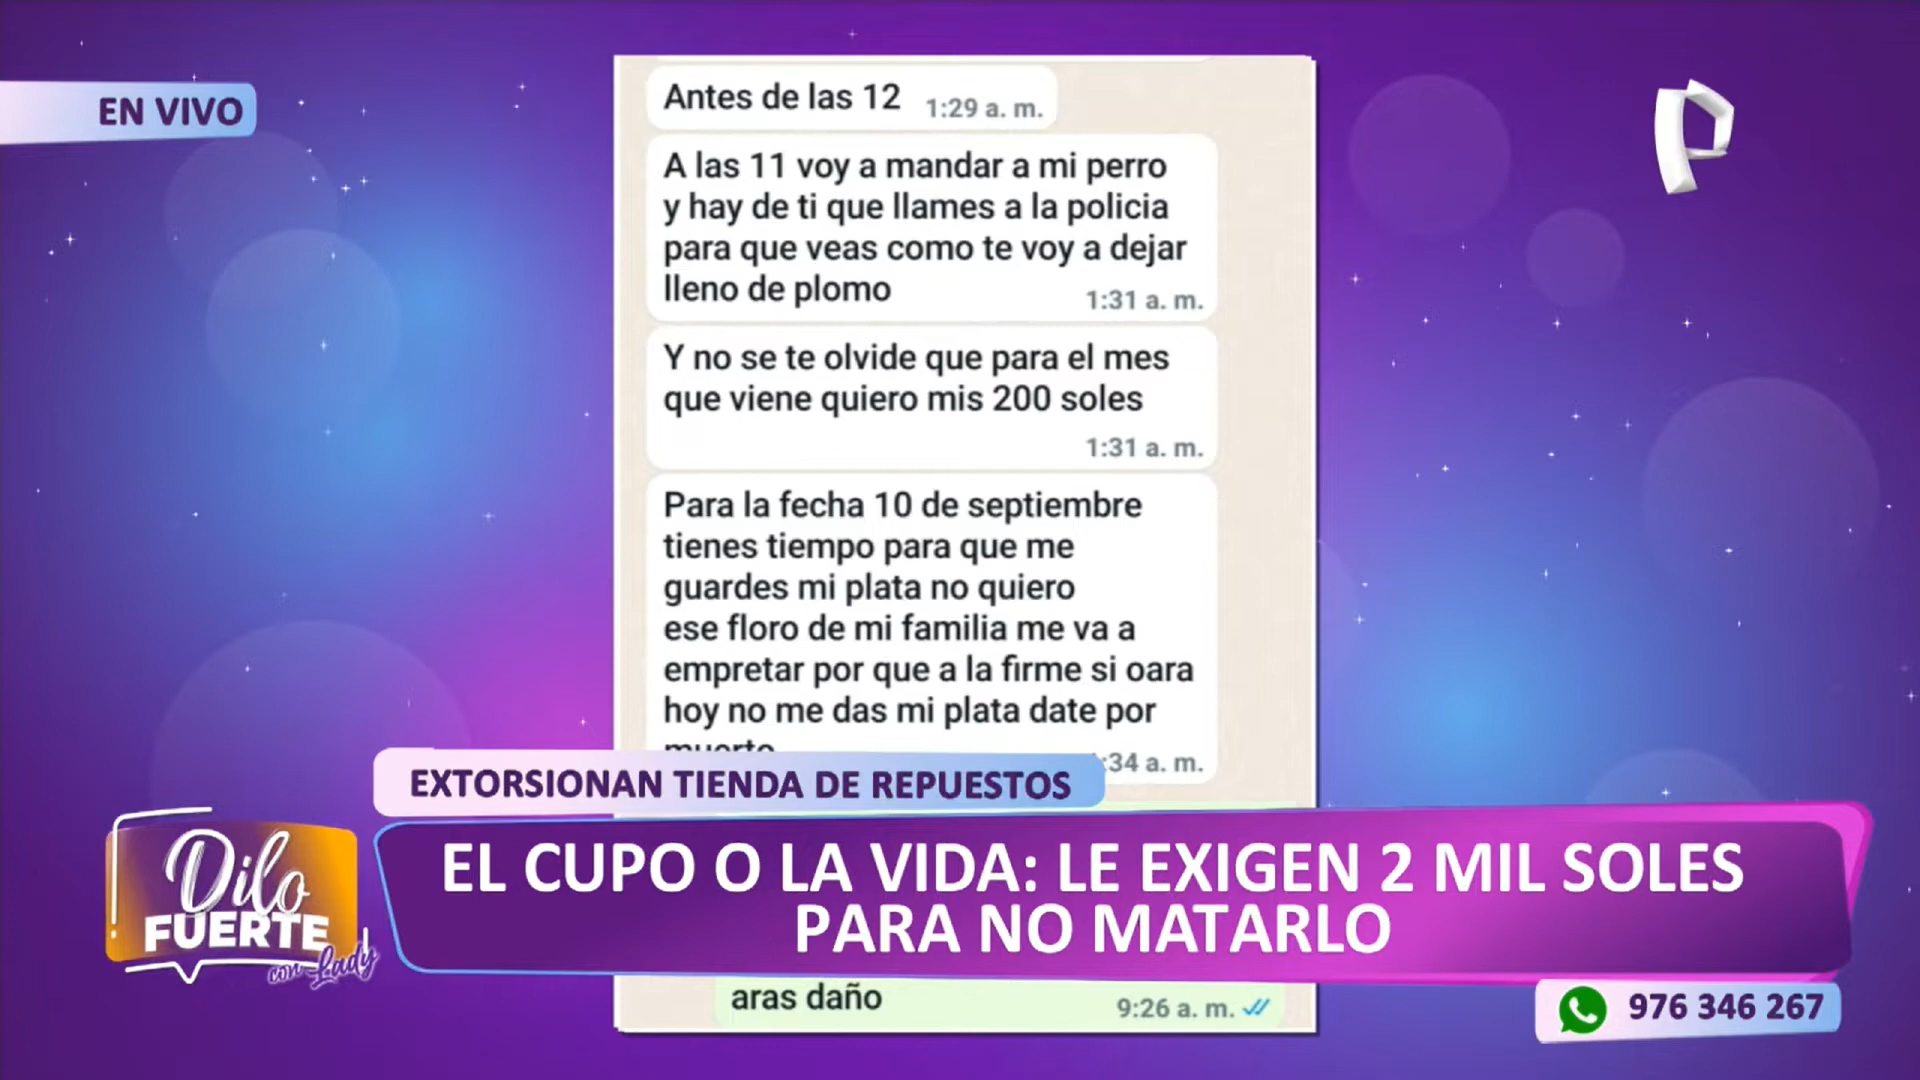 EN VIVO
Antes de las 12 1:29 a. m.
A las 11 voy a mandar a mi perro
y hay de ti que llames a la policia
para que veas como te voy a dejar
lleno de plomo 1:31 a. m.
Y no se te olvide que para el mes
que viene quiero mis 200 soles
1:31 a. m.
Para la fecha 10 de septiembre
tienes tiempo para que me
guardes mi plata no quiero
ese floro de mi familia me va a
empretar por que a la firme si oara
hoy no me das mi plata date por
muerto :34 a. m.
EXTORSIONAN TIENDA DE REPUESTOS
EL CUPO O LA VIDA: LE EXIGEN 2 MIL SOLES
PARA NO MATARLO
Dilo
FUERTE
con Lady
aras daño 9:26 a. m.
976 346 267